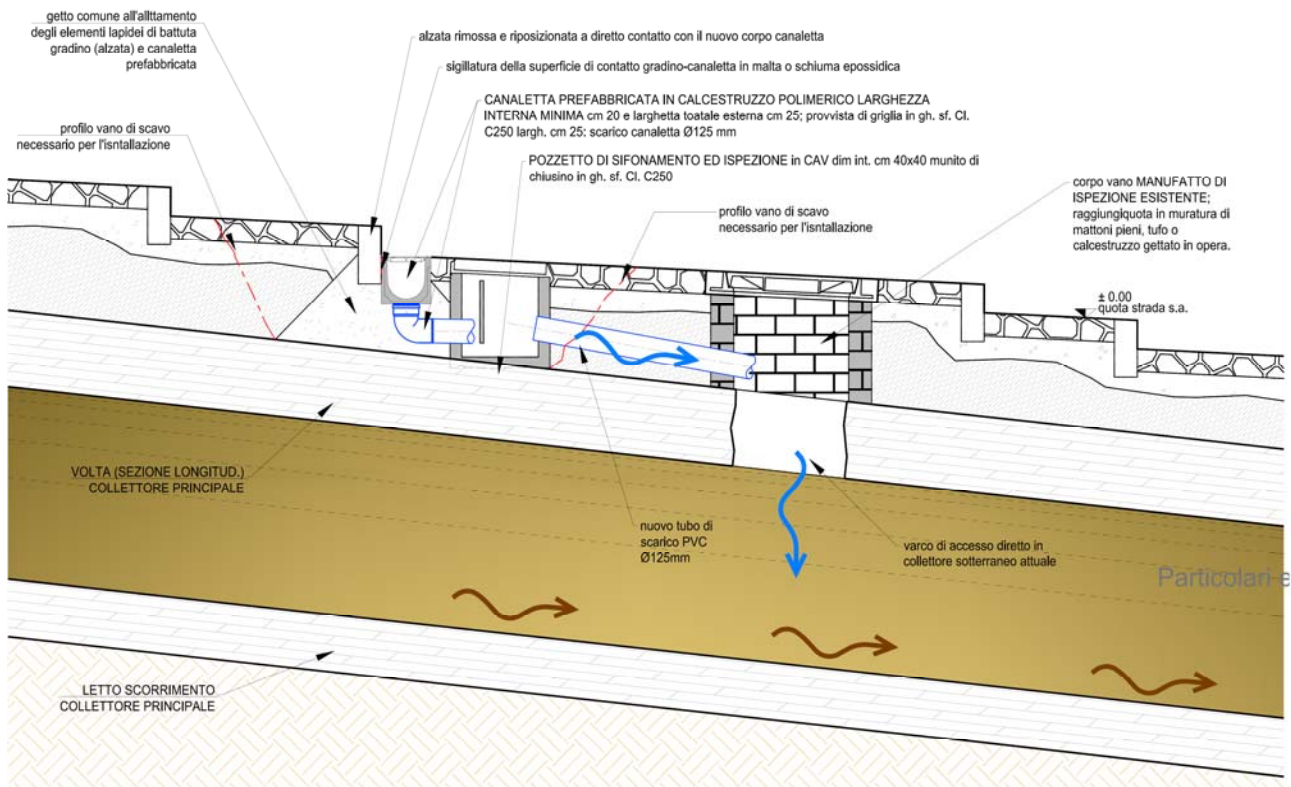 getto comune all'allttamento
degli elementi lapidei di battuta
gradino (alzata) e canaletta
prefabbricata
alzata rimossa e riposizionata a diretto contatto con il nuovo corpo canaletta
sigillatura della superficie di contatto gradino-canaletta in malta o schiuma epossidica
CANALETTA PREFABBRICATA IN CALCESTRUZZO POLIMERICO LARGHEZZA
INTERNA MINIMA cm 20 e larghetta toatale esterna cm 25; provvista di griglia in gh. sf. Cl.
C250 largh. cm 25: scarico canaletta Ø125 mm
profilo vano di scavo
necessario per l'isntallazione
POZZETTO DI SIFONAMENTO ED ISPEZIONE in CAV dim int. cm 40x40 munito di
chiusino in gh. sf. Cl. C250
profilo vano di scavo
necessario per l'isntallazione
corpo vano MANUFATTO DI
ISPEZIONE ESISTENTE;
raggiungiquota in muratura di
mattoni pieni, tufo o
calcestruzzo gettato in opera.
± 0.00
quota strada s.a.
VOLTA (SEZIONE LONGITUD.)
COLLETTORE PRINCIPALE
nuovo tubo di
scarico PVC
Ø125mm
varco di accesso diretto in
collettore sotterraneo attuale
Particolari e
LETTO SCORRIMENTO
COLLETTORE PRINCIPALE